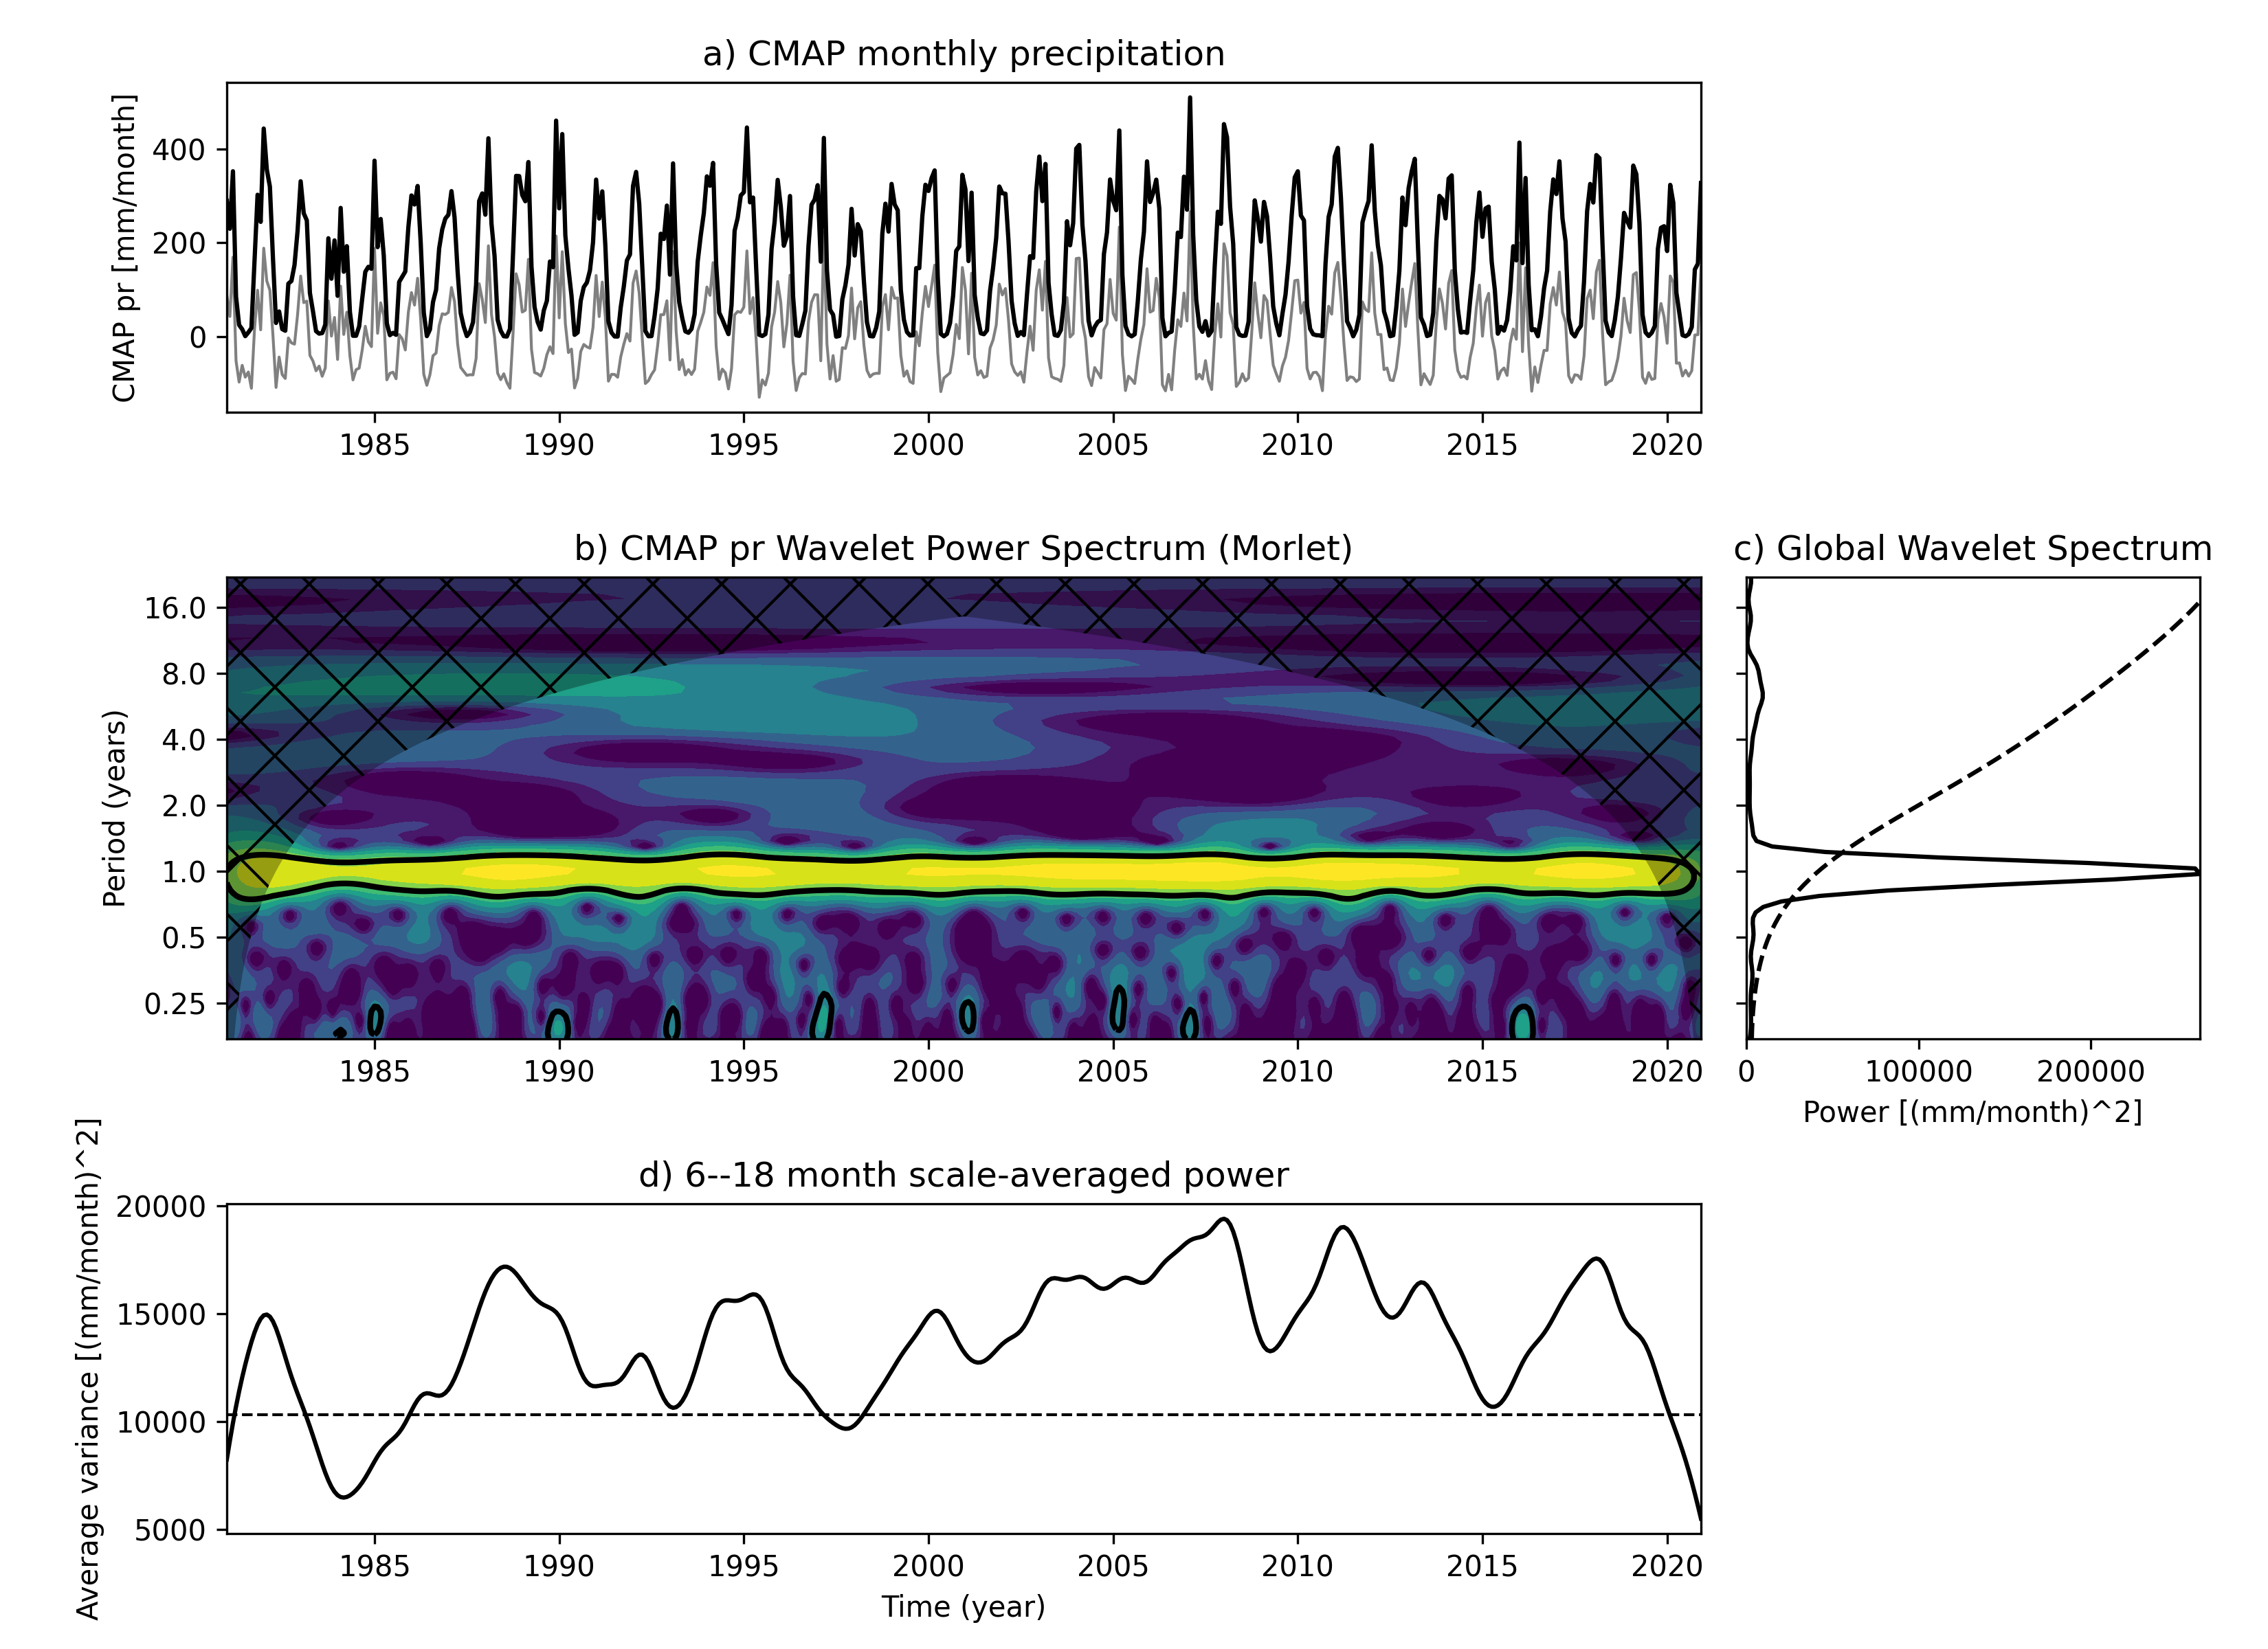 a) CMAP monthly precipitation
CMAP pr [mm/month]
400
200
0
1985 1990 1995 2000 2005 2010 2015 2020
b) CMAP pr Wavelet Power Spectrum (Morlet)
Period (years)
16.0
8.0
4.0
2.0
1.0
0.5
0.25
1985 1990 1995 2000 2005 2010 2015 2020
c) Global Wavelet Spectrum
0 100000 200000
Power [(mm/month)^2]
d) 6--18 month scale-averaged power
Average variance [(mm/month)^2]
20000
15000
10000
5000
1985 1990 1995 2000 2005 2010 2015 2020
Time (year)